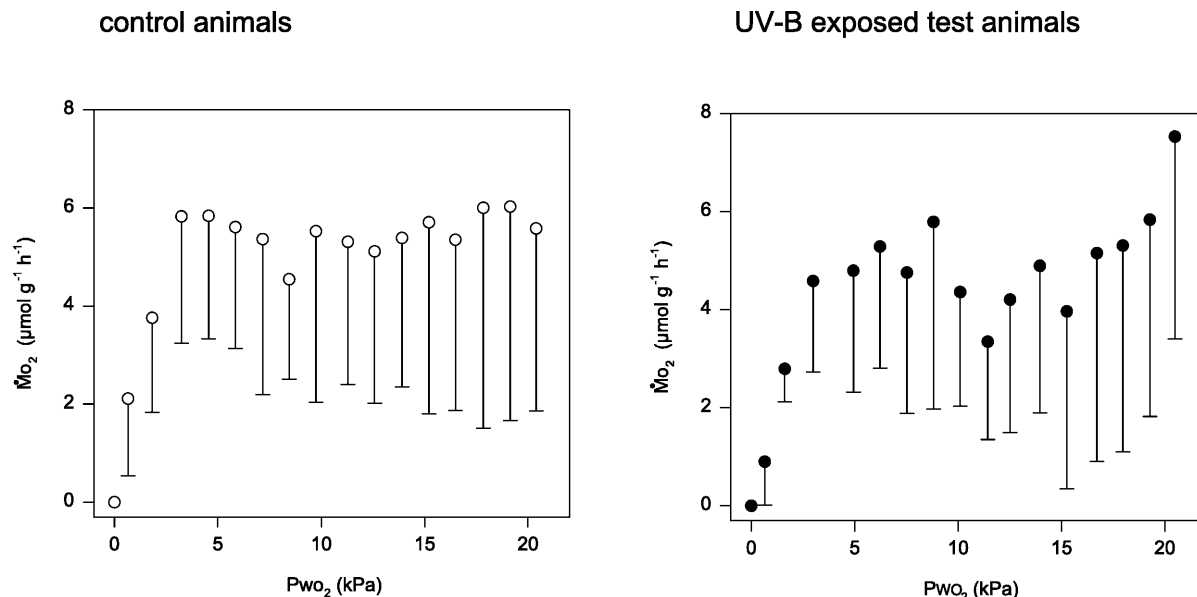 control animals
UV-B exposed test animals
8
6
4
2
0
0 5 10 15 20
Ṁo₂ (µmol g⁻¹ h⁻¹)
Pwo₂ (kPa)
8
6
4
2
0
0 5 10 15 20
Ṁo₂ (µmol g⁻¹ h⁻¹)
Pwo₂ (kPa)